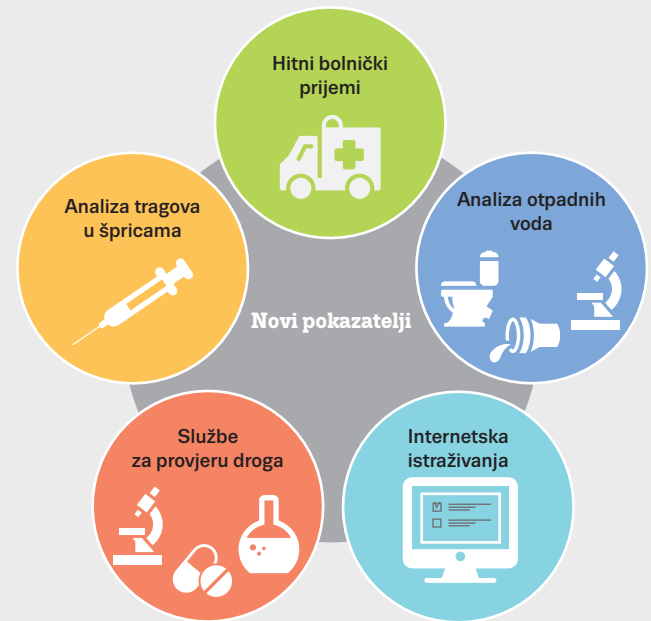 Hitni bolnički
prijemi
Analiza tragova
u špricama
Analiza otpadnih
voda
Novi pokazatelji
Službe
za provjeru droga
Internetska
istraživanja